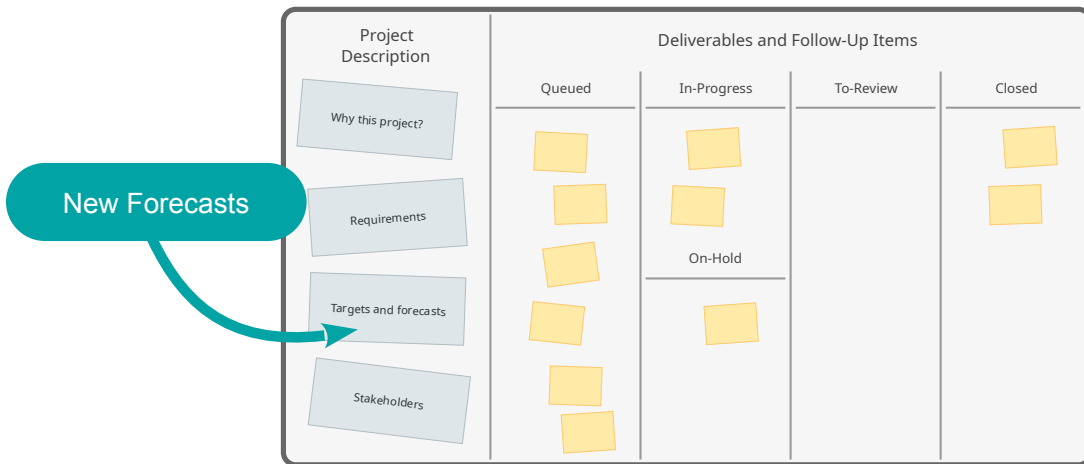 Project
Description
Deliverables and Follow-Up Items
Queued
In-Progress
To-Review
Closed
Why this project?
New Forecasts
Requirements
On-Hold
Targets and forecasts
Stakeholders